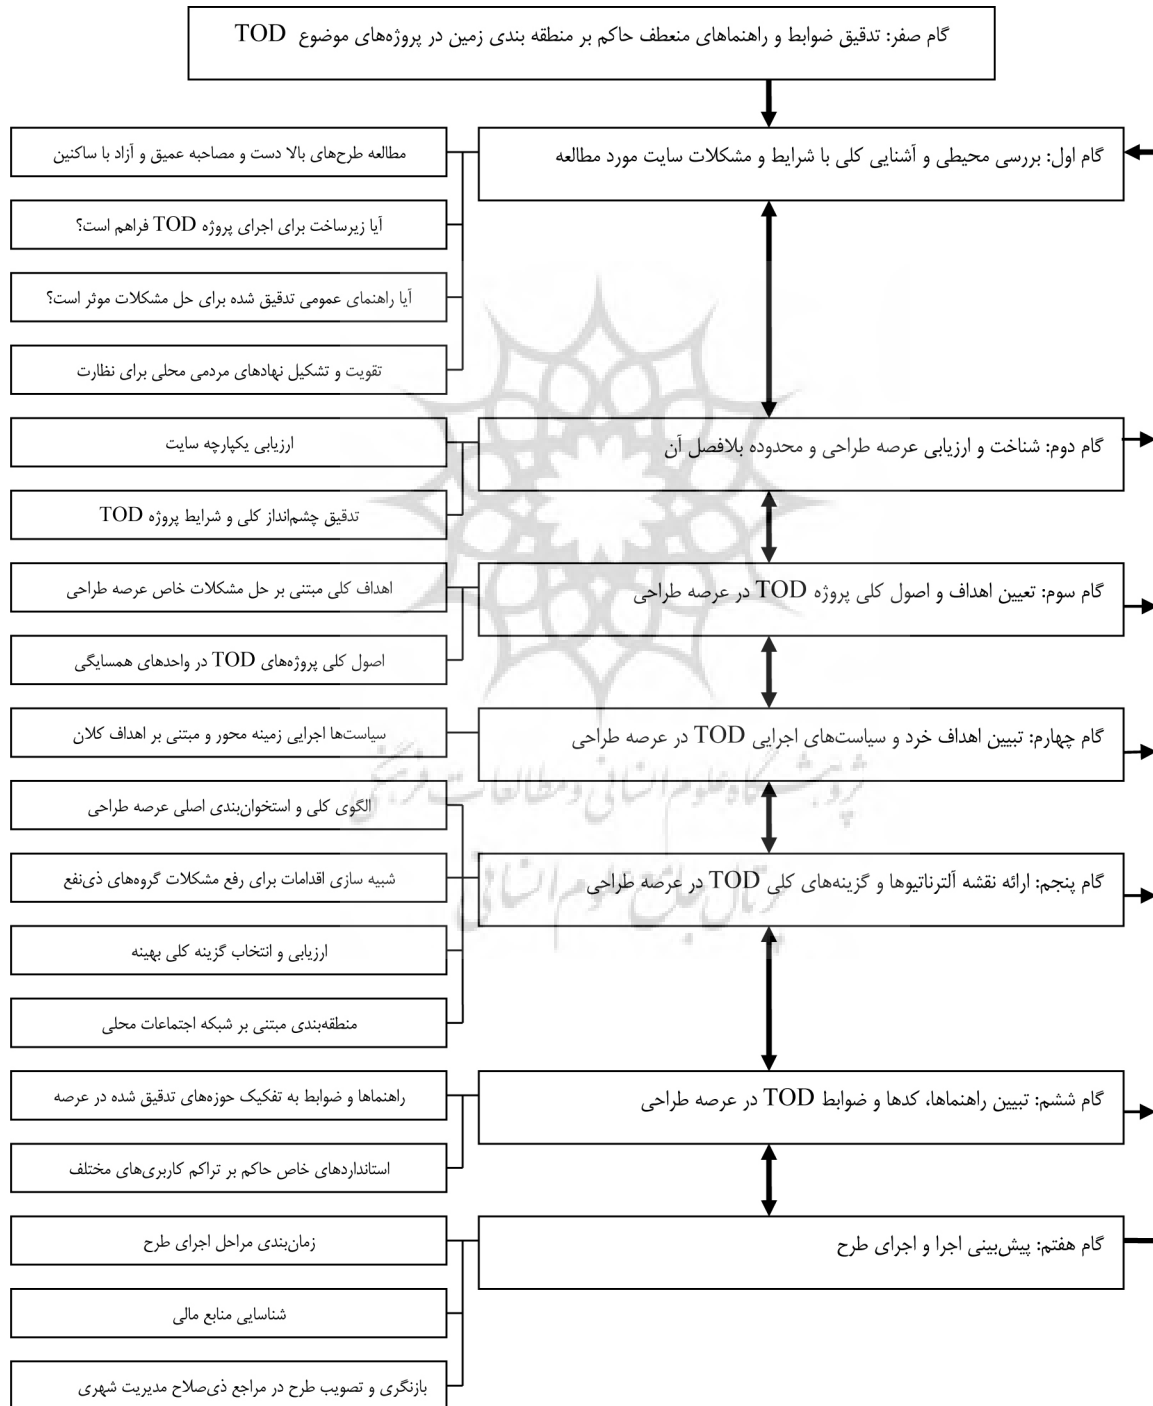 گام صفر: تدقیق ضوابط و راهنماهای منعطف حاکم بر منطقه بندی زمین در پروژه‌های موضوع TOD
گام اول: بررسی محیطی و آشنایی کلی با شرایط و مشکلات سایت مورد مطالعه
مطالعه طرح‌های بالا دست و مصاحبه عمیق و آزاد با ساکنین
آیا زیرساخت برای اجرای پروژه TOD فراهم است؟
آیا راهنمای عمومی تدقیق شده برای حل مشکلات موثر است؟
تقویت و تشکیل نهادهای مردمی محلی برای نظارت
گام دوم: شناخت و ارزیابی عرصه طراحی و محدوده بلافصل آن
ارزیابی یکپارچه سایت
تدقیق چشم‌انداز کلی و شرایط پروژه TOD
گام سوم: تعیین اهداف و اصول کلی پروژه TOD در عرصه طراحی
اهداف کلی مبتنی بر حل مشکلات خاص عرصه طراحی
اصول کلی پروژه‌های TOD در واحدهای همسایگی
گام چهارم: تبیین اهداف خرد و سیاست‌های اجرایی TOD در عرصه طراحی
سیاست‌ها اجرایی زمینه محور و مبتنی بر اهداف کلان
پژوهشگاه علوم انسانی و مطالعات فرهنگی
گام پنجم: ارائه نقشه آلترناتیوها و گزینه‌های کلی TOD در عرصه طراحی
الگوی کلی و استخوان‌بندی اصلی عرصه طراحی
شبیه سازی اقدامات برای رفع مشکلات گروه‌های ذی‌نفع
ارزیابی و انتخاب گزینه کلی بهینه
منطقه‌بندی مبتنی بر شبکه اجتماعات محلی
پرتال جامع علوم انسانی
گام ششم: تبیین راهنماها، کدها و ضوابط TOD در عرصه طراحی
راهنماها و ضوابط به تفکیک حوزه‌های تدقیق شده در عرصه
استانداردهای خاص حاکم بر تراکم کاربری‌های مختلف
گام هفتم: پیش‌بینی اجرا و اجرای طرح
زمان‌بندی مراحل اجرای طرح
شناسایی منابع مالی
بازنگری و تصویب طرح در مراجع ذی‌صلاح مدیریت شهری